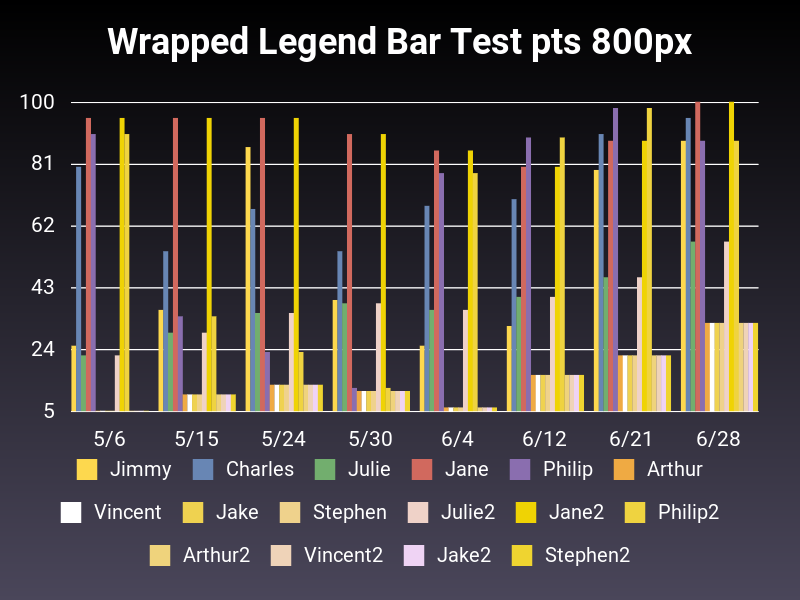 Wrapped Legend Bar Test pts 800px
100
81
62
43
24
5
5/6 5/15 5/24 5/30 6/4 6/12 6/21 6/28
Jimmy Charles Julie Jane Philip Arthur
Vincent Jake Stephen Julie2 Jane2 Philip2
Arthur2 Vincent2 Jake2 Stephen2